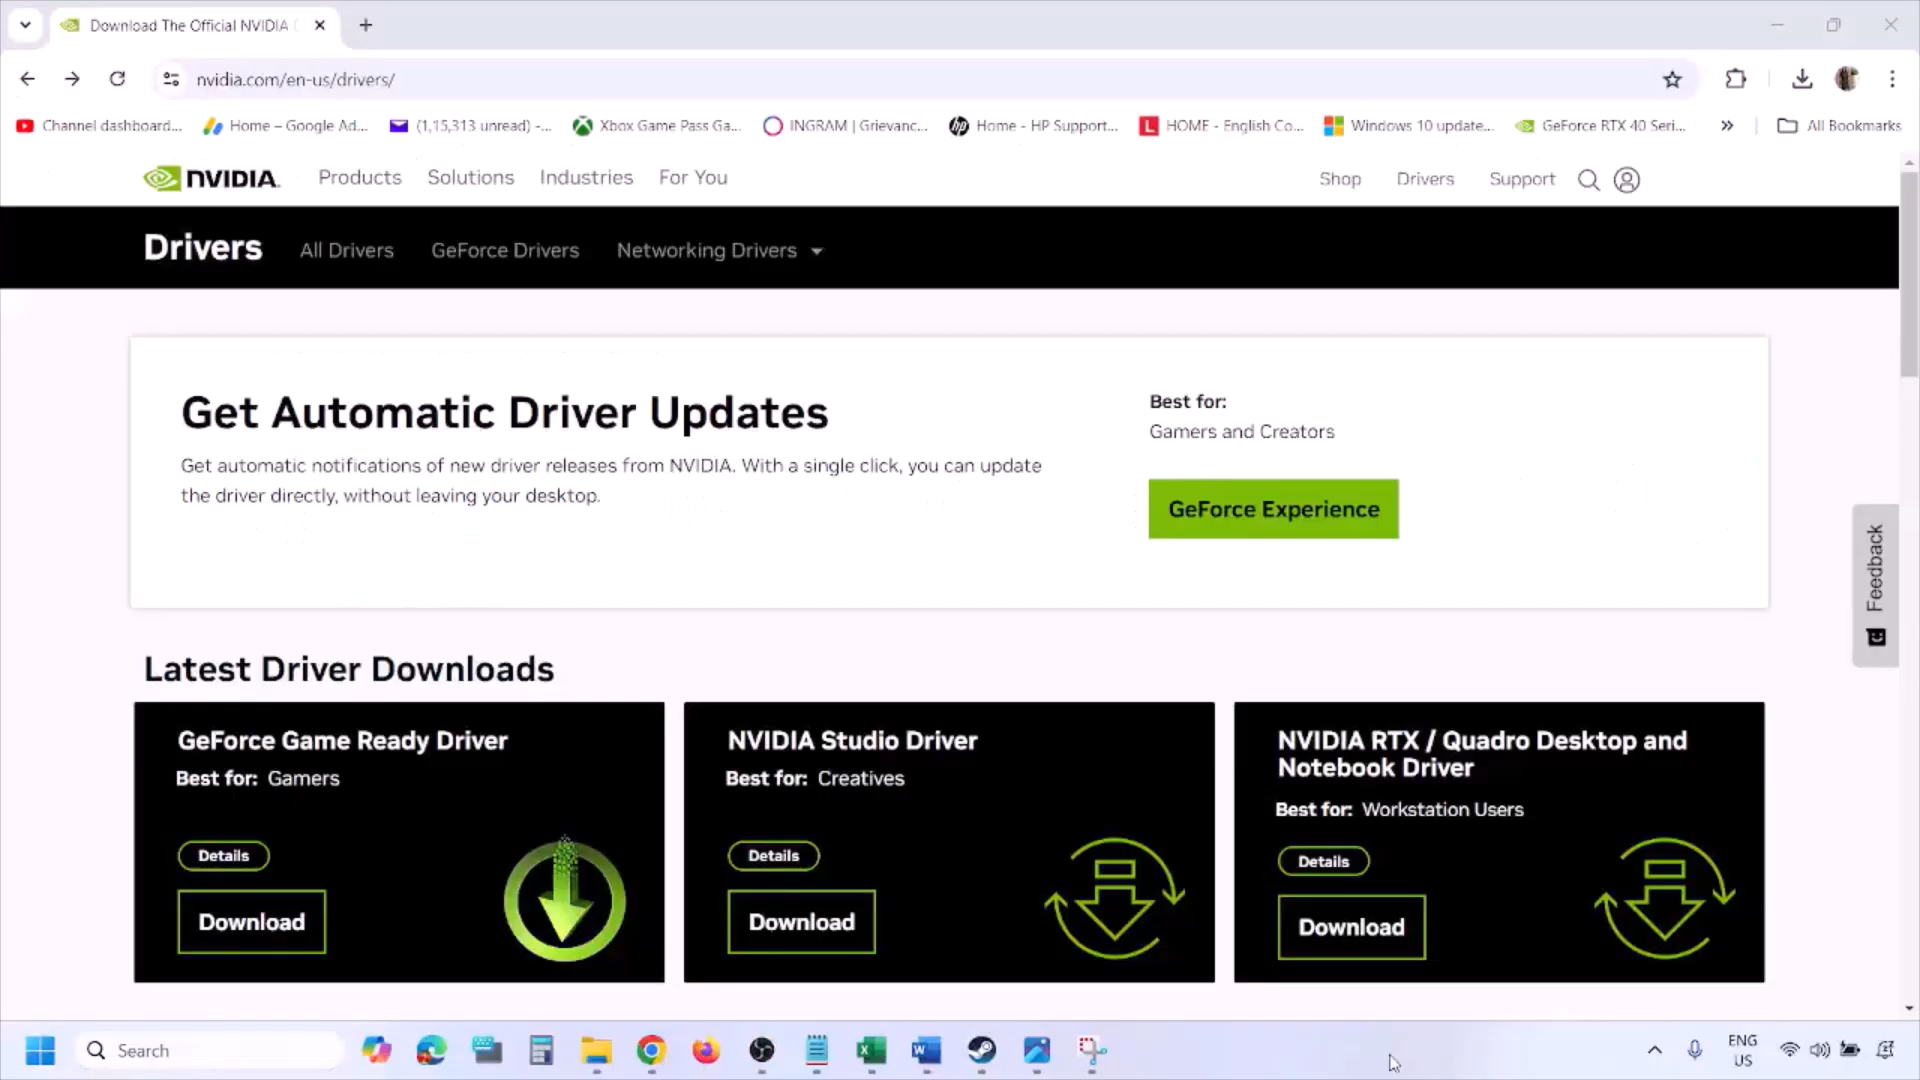 Download The Official NVIDIA
nvidia.com/en-us/drivers/
Channel dashboard...
Home – Google Ad...
(1,15,313 unread) -...
Xbox Game Pass Ga...
INGRAM | Grievanc...
Home - HP Support...
HOME - English Co...
Windows 10 update...
GeForce RTX 40 Seri...
All Bookmarks
NVIDIA.
Products
Solutions
Industries
For You
Shop
Drivers
Support
Drivers
All Drivers
GeForce Drivers
Networking Drivers
Get Automatic Driver Updates
Get automatic notifications of new driver releases from NVIDIA. With a single click, you can update
the driver directly, without leaving your desktop.
Best for:
Gamers and Creators
GeForce Experience
Feedback
Latest Driver Downloads
GeForce Game Ready Driver
Best for: Gamers
Details
Download
NVIDIA Studio Driver
Best for: Creatives
Details
Download
NVIDIA RTX / Quadro Desktop and
Notebook Driver
Best for: Workstation Users
Details
Download
Search
ENG
US